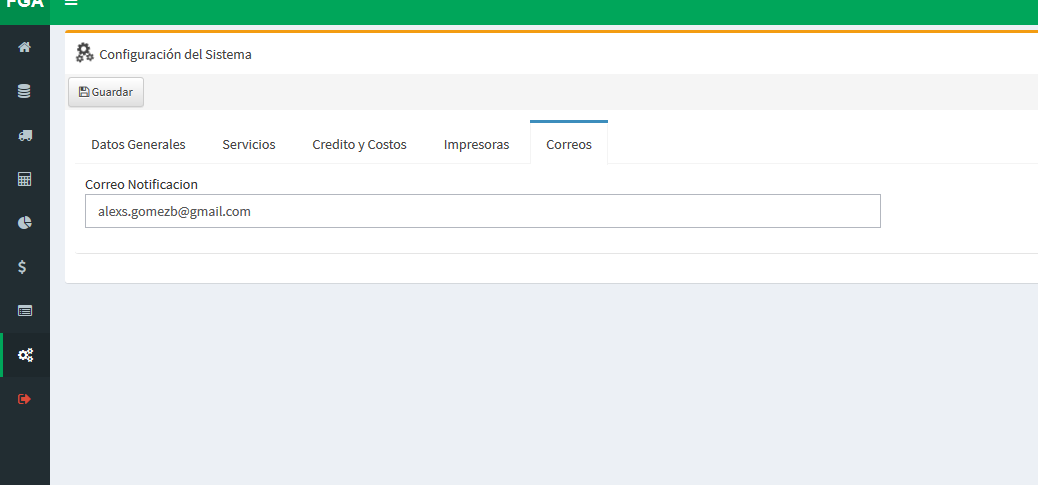 FGA
Configuración del Sistema
Guardar
Datos Generales Servicios Credito y Costos Impresoras Correos
Correo Notificacion
alexs.gomezb@gmail.com